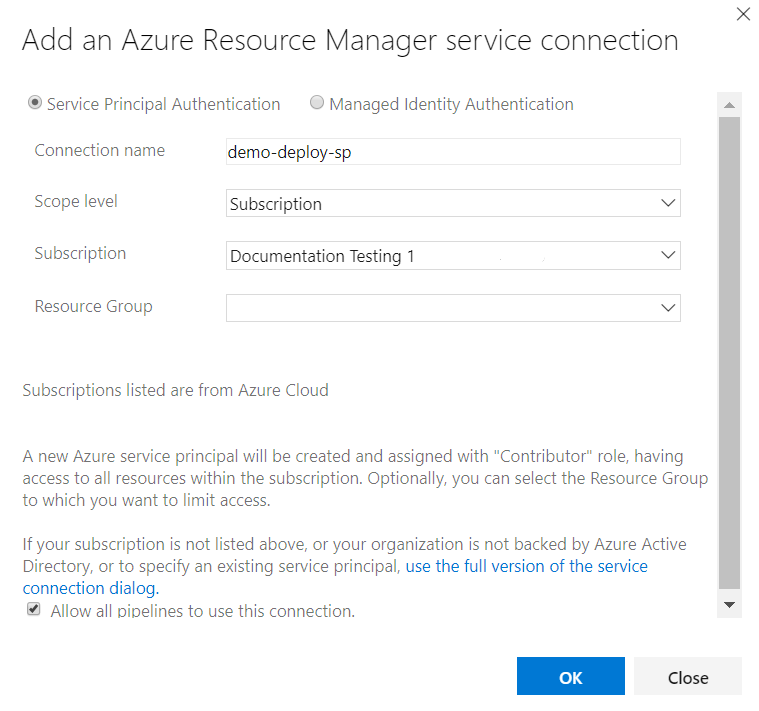 Add an Azure Resource Manager service connection
Service Principal Authentication Managed Identity Authentication
Connection name demo-deploy-sp
Scope level Subscription
Subscription Documentation Testing 1
Resource Group
Subscriptions listed are from Azure Cloud
A new Azure service principal will be created and assigned with "Contributor" role, having
access to all resources within the subscription. Optionally, you can select the Resource Group
to which you want to limit access.
If your subscription is not listed above, or your organization is not backed by Azure Active
Directory, or to specify an existing service principal, use the full version of the service
connection dialog.
Allow all pipelines to use this connection.
OK Close